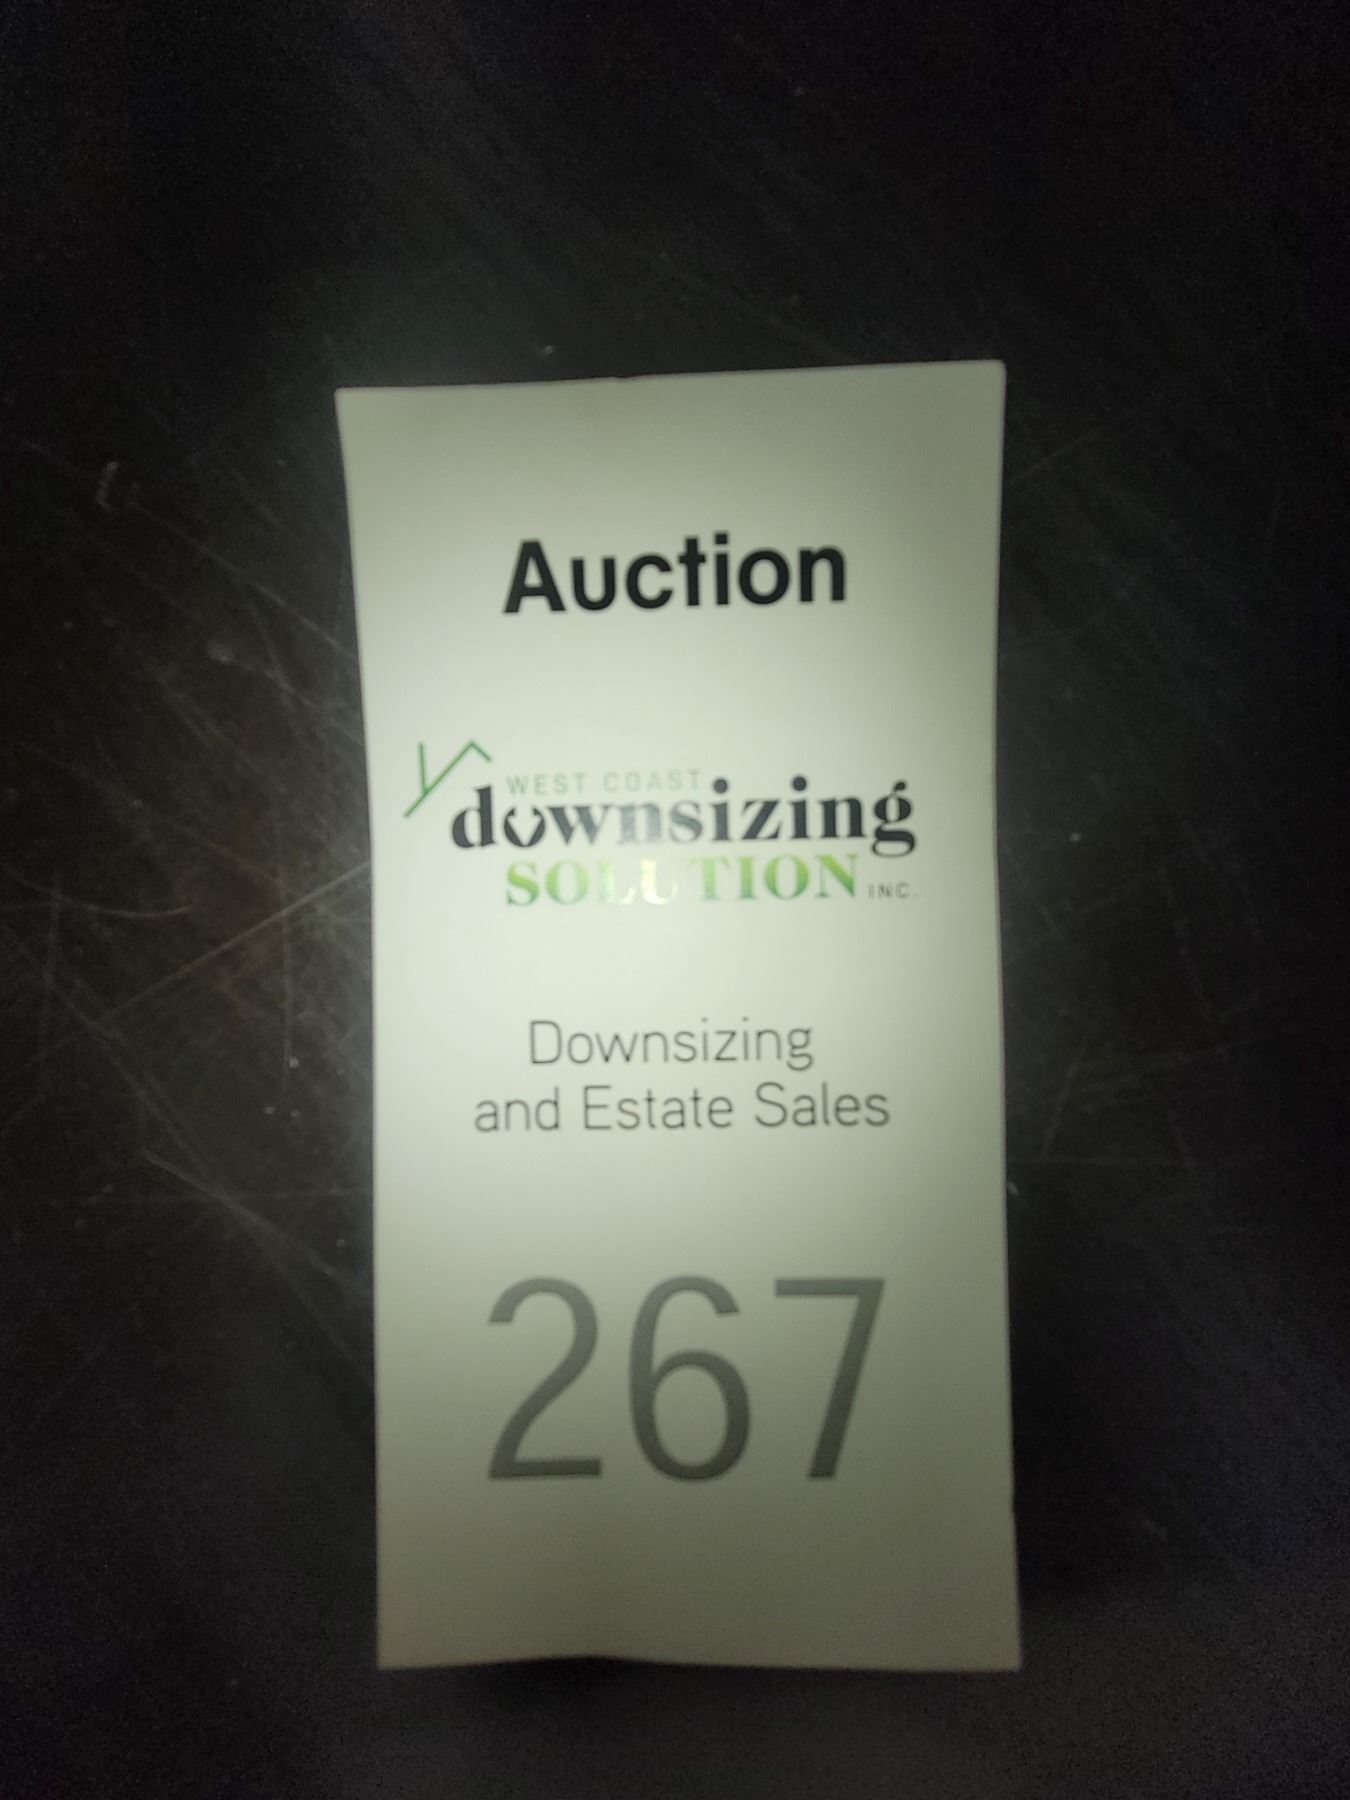 Auction
WEST COAST
downsizing
SOLUTION INC.
Downsizing
and Estate Sales
267